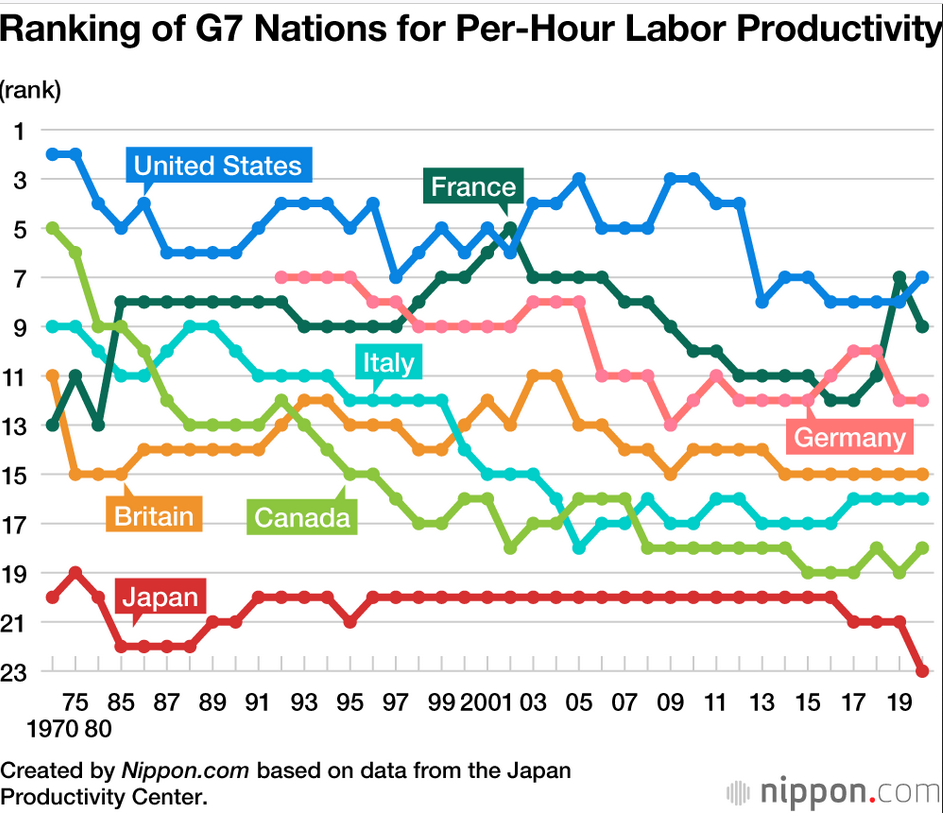 Ranking of G7 Nations for Per-Hour Labor Productivity
(rank)
1
United States
3
France
5
7
9
Italy
11
13
Germany
15
Britain
Canada
17
19
Japan
21
23
75 85 87 89 91 93 95 97 99 2001 03 05 07 09 11 13 15 17 19
1970 80
Created by Nippon.com based on data from the Japan
Productivity Center.
nippon.com